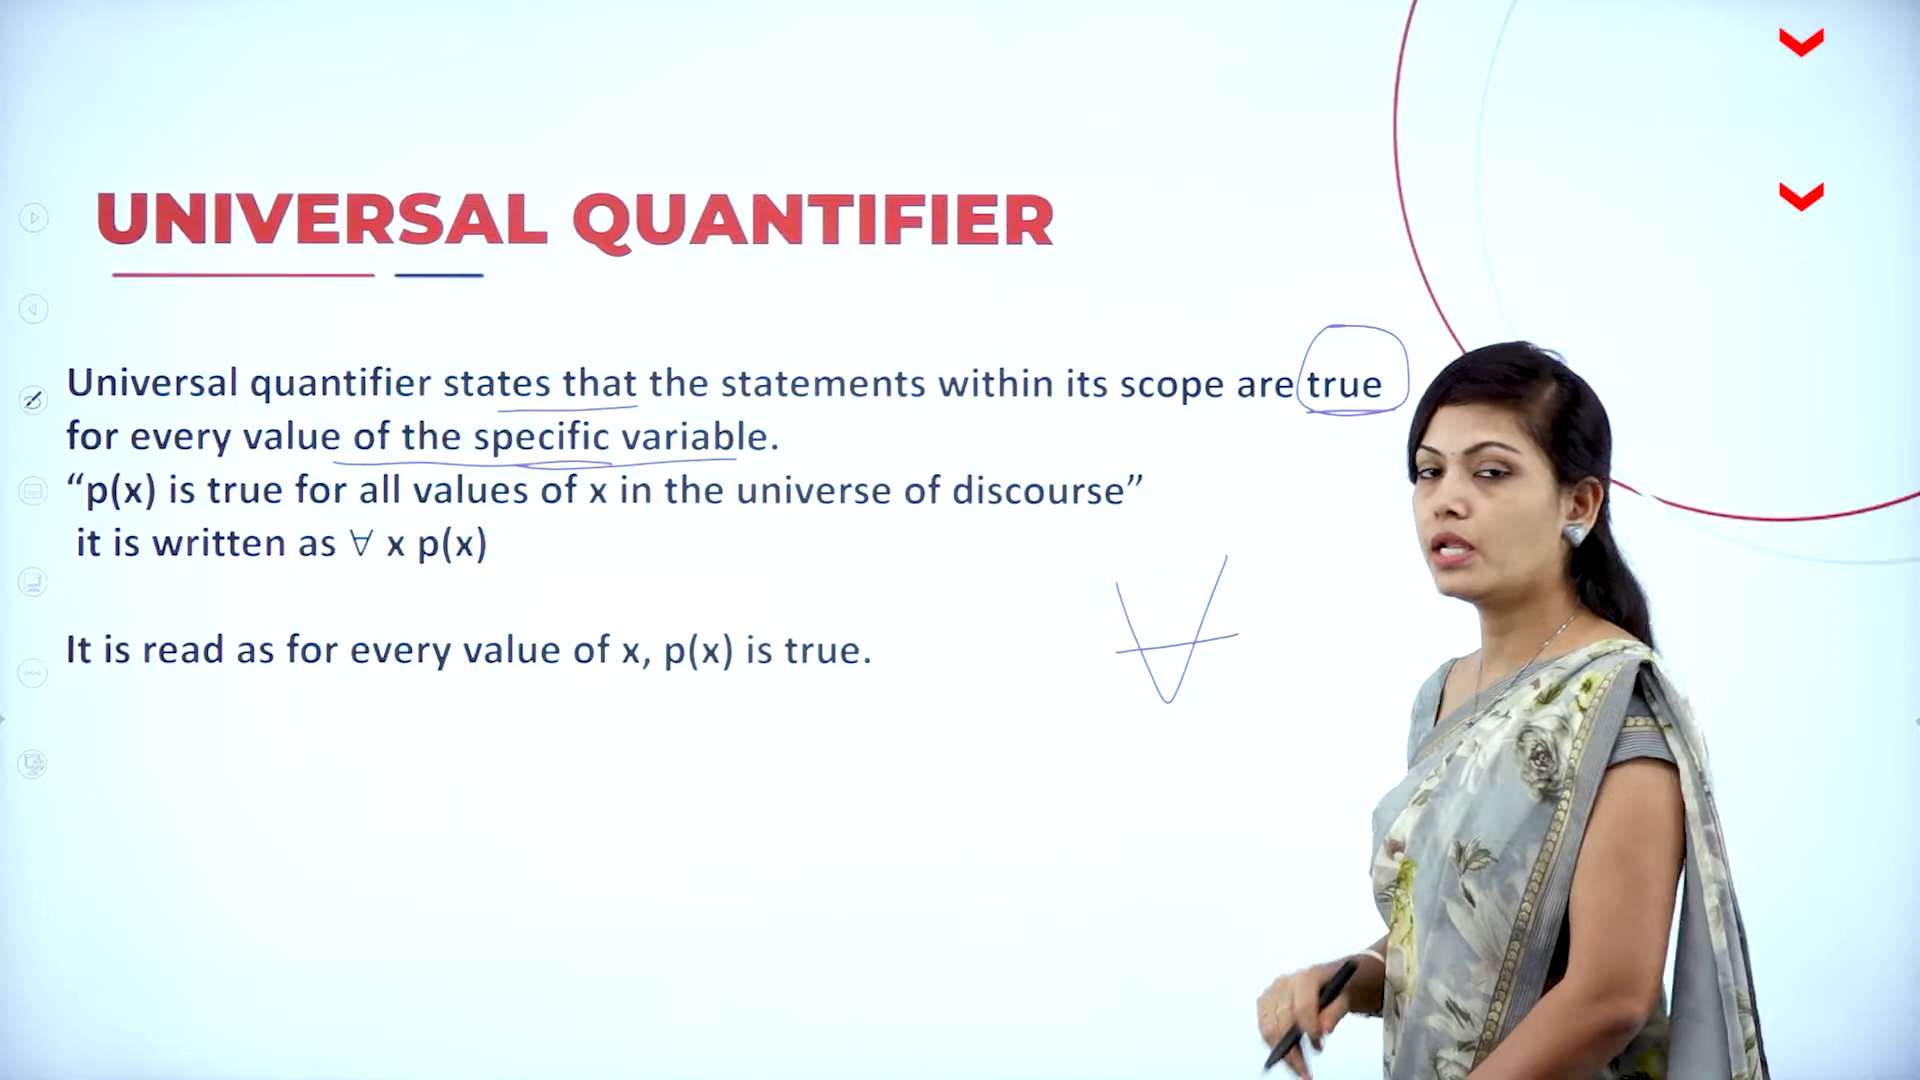 UNIVERSAL QUANTIFIER
Universal quantifier states that the statements within its scope are true
for every value of the specific variable.
“p(x) is true for all values of x in the universe of discourse”
it is written as ∀ x p(x)
It is read as for every value of x, p(x) is true.
∀